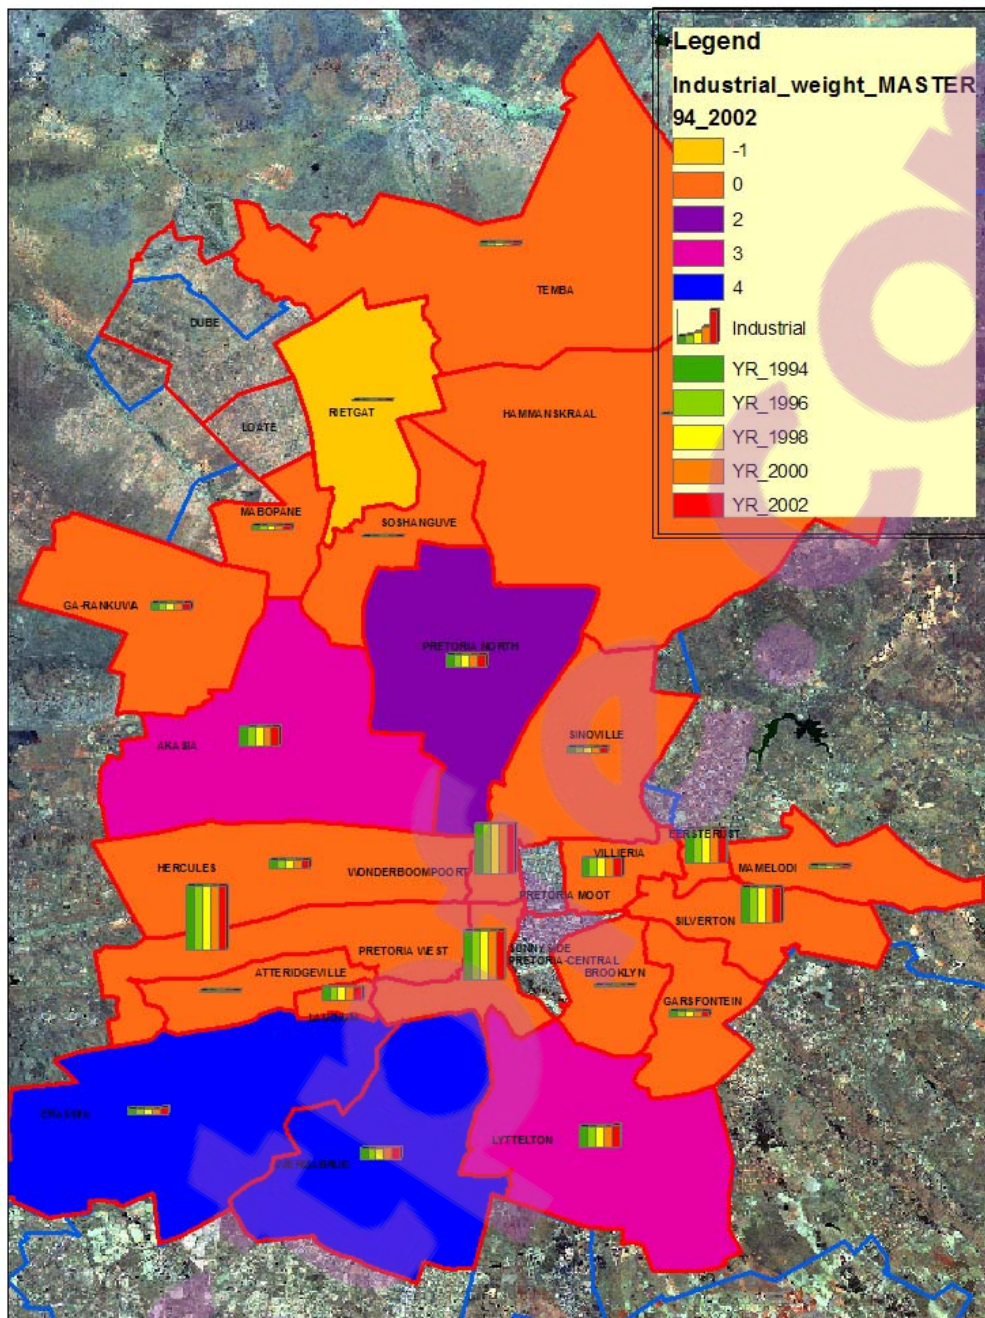 Legend
Industrial_weight_MASTER
94_2002
-1
0
2
3
4
Industrial
YR_1994
YR_1996
YR_1998
YR_2000
YR_2002
TEMBA
DUBE
RIETGAT
HAMMANSKRAAL
LOATE
MABOPANE
SOSHANGUVE
GA-RANKUWA
PRETORIA NORTH
SINOVILLE
AKASIA
EERSTERUST
VILLIERIA
HERCULES
WONDERBOOMPOORT
MAMELODI
PRETORIA MOOT
SILVERTON
PRETORIA WEST
SUNNYSIDE
PRETORIA-CENTRAL
ATTERIDGEVILLE
BROOKLYN
GARSFONTEIN
LYTTELTON